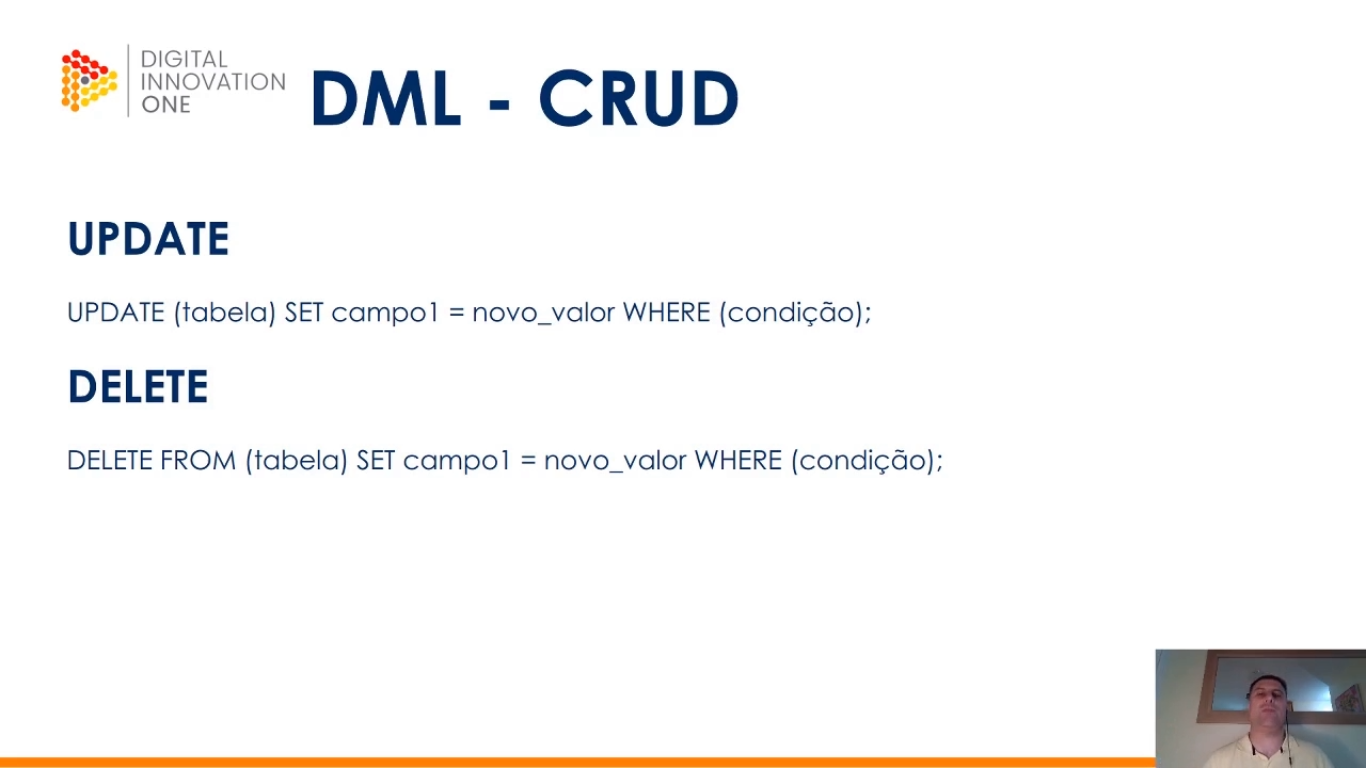 DIGITAL
INNOVATION
ONE
DML - CRUD
UPDATE
UPDATE (tabela) SET campo1 = novo_valor WHERE (condição);
DELETE
DELETE FROM (tabela) SET campo1 = novo_valor WHERE (condição);